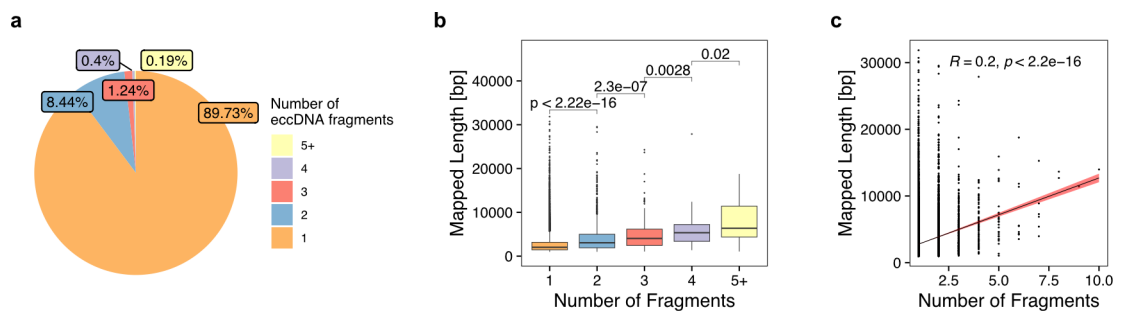 a
0.4%
0.19%
1.24%
8.44%
89.73%
Number of
eccDNA fragments
5+
4
3
2
1
b
Mapped Length [bp]
40000
30000
20000
10000
0
p < 2.22e−16
2.3e−07
0.0028
0.02
1 2 3 4 5+
Number of Fragments
c
Mapped Length [bp]
30000
20000
10000
0
R = 0.2, p < 2.2e−16
2.5 5.0 7.5 10.0
Number of Fragments